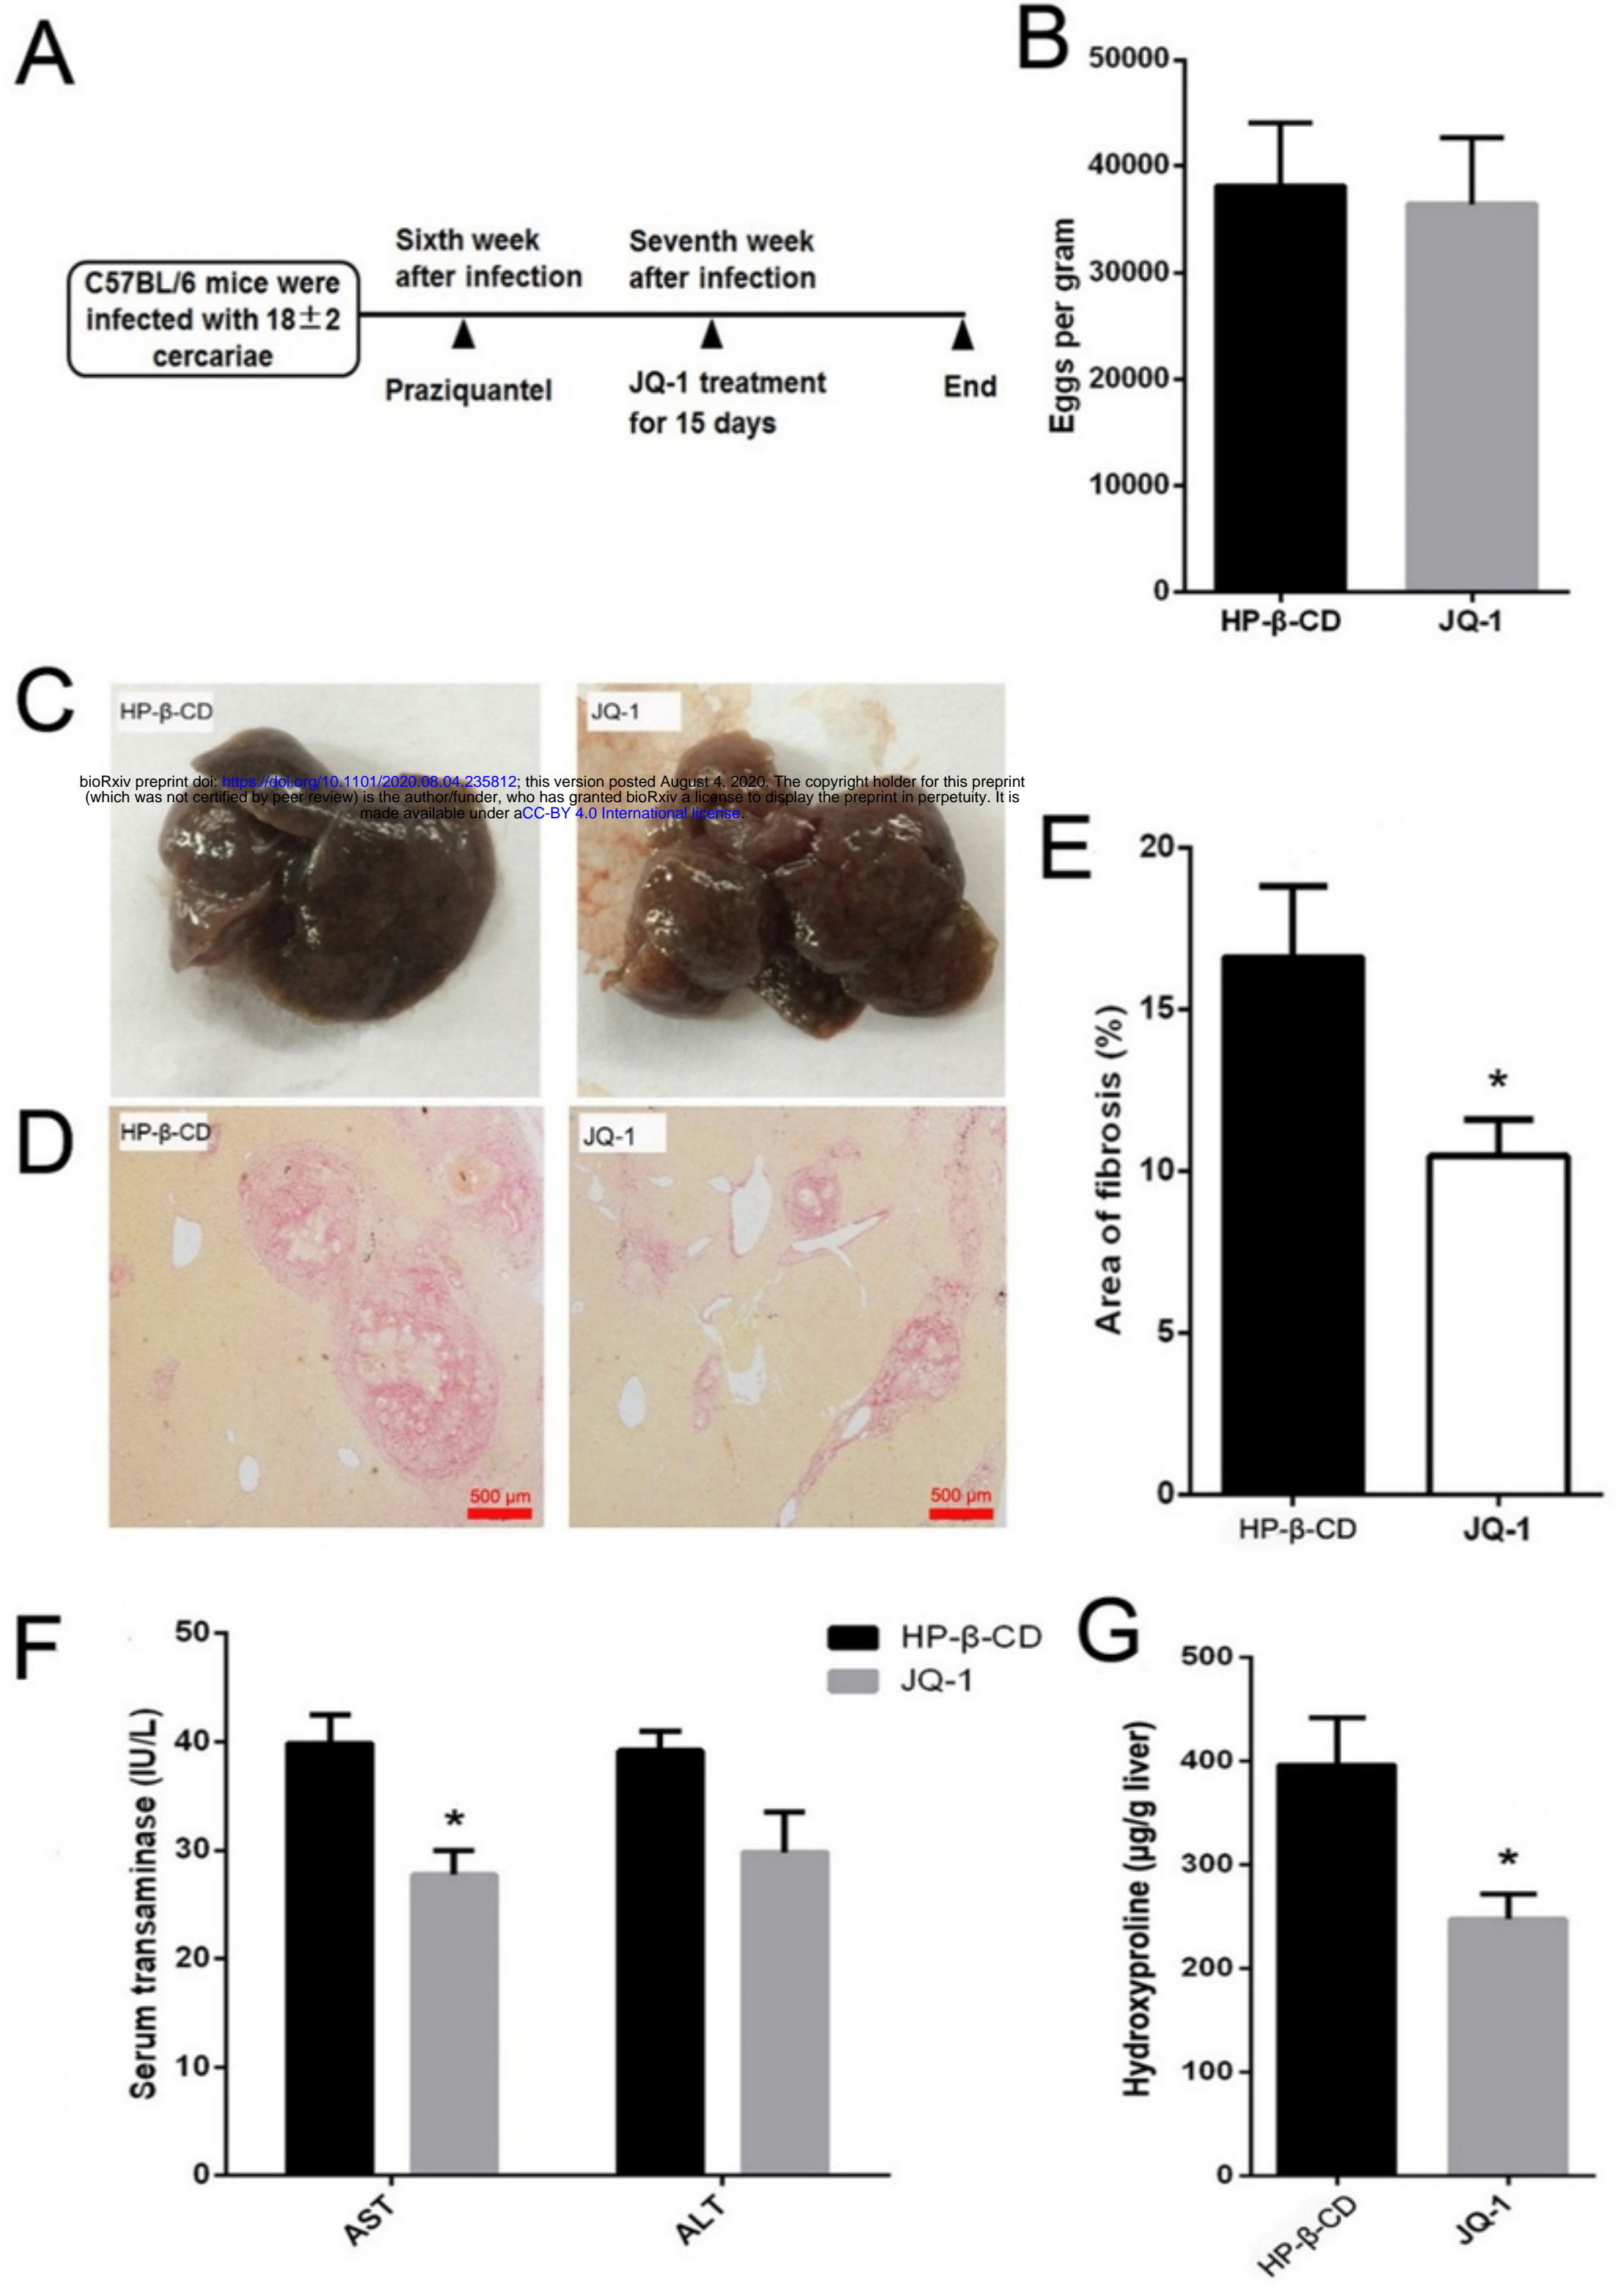 A
C57BL/6 mice were
infected with 18±2
cercariae
Sixth week
after infection
Seventh week
after infection
Praziquantel
JQ-1 treatment
for 15 days
End
B
Eggs per gram
50000
40000
30000
20000
10000
0
HP-β-CD
JQ-1
C
HP-β-CD
JQ-1
bioRxiv preprint doi: https://doi.org/10.1101/2020.08.04.235812; this version posted August 4, 2020. The copyright holder for this preprint
(which was not certified by peer review) is the author/funder, who has granted bioRxiv a license to display the preprint in perpetuity. It is
made available under aCC-BY 4.0 International license.
D
HP-β-CD
500 µm
JQ-1
500 µm
E
Area of fibrosis (%)
20
15
10
5
0
*
HP-β-CD
JQ-1
F
Serum transaminase (IU/L)
50
40
30
20
10
0
*
AST
ALT
HP-β-CD
JQ-1
G
Hydroxyproline (µg/g liver)
500
400
300
200
100
0
*
HP-β-CD
JQ-1